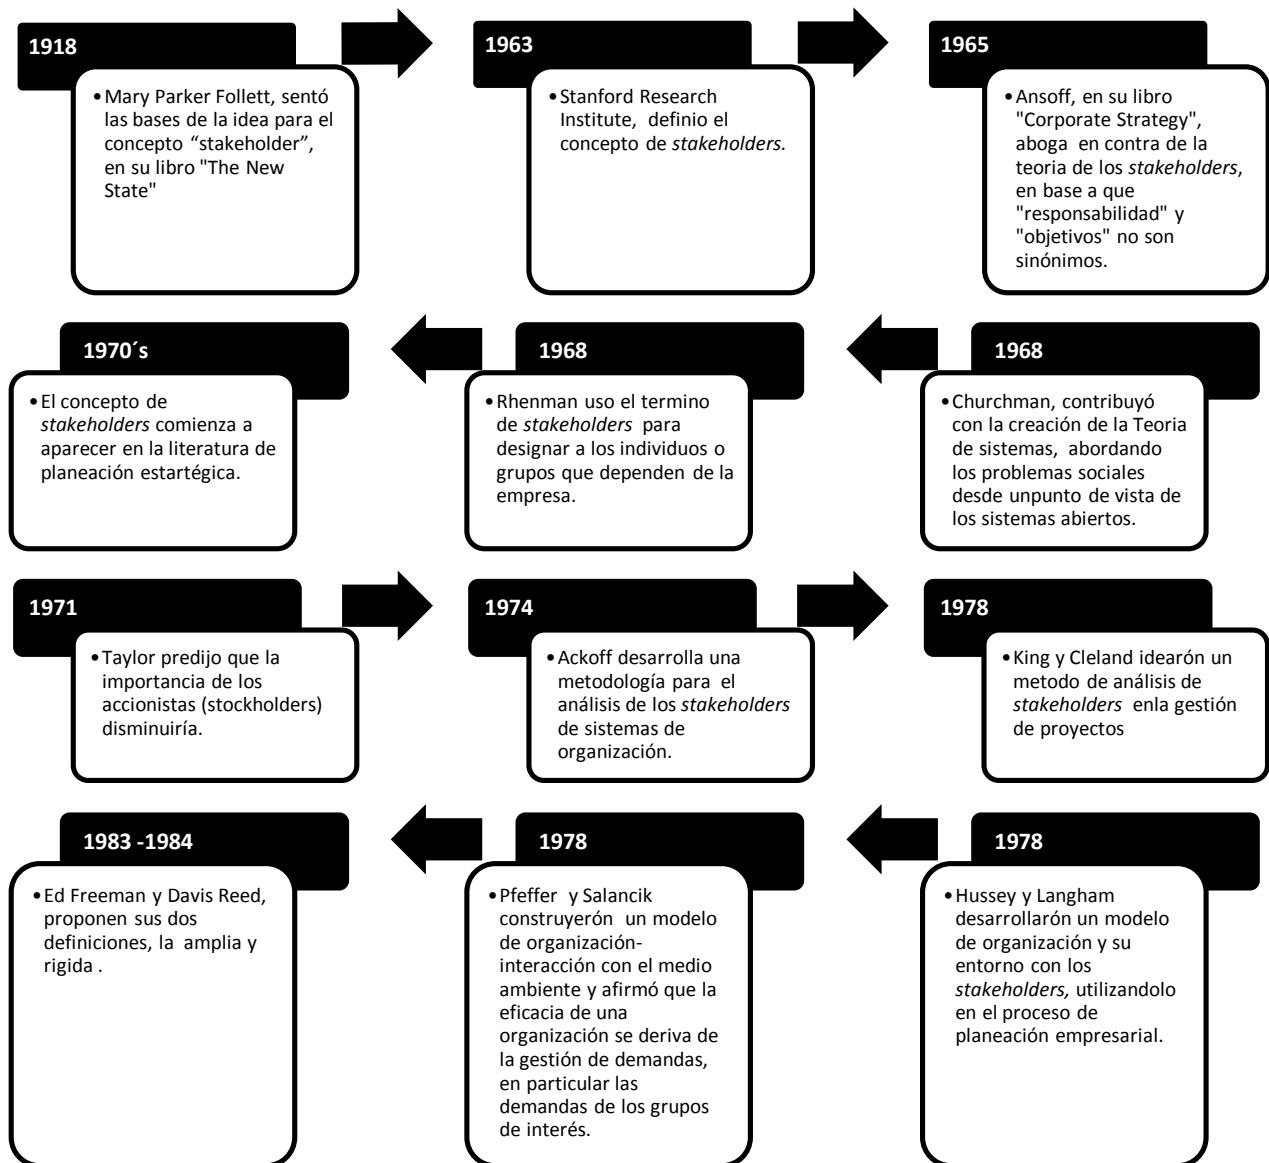 1918
•Mary Parker Follett, sentó
las bases de la idea para el
concepto “stakeholder”,
en su libro "The New
State"
1963
•Stanford Research
Institute, definio el
concepto de stakeholders.
1965
•Ansoff, en su libro
"Corporate Strategy",
aboga en contra de la
teoria de los stakeholders,
en base a que
"responsabilidad" y
"objetivos" no son
sinónimos.
1968
•Churchman, contribuyó
con la creación de la Teoria
de sistemas, abordando
los problemas sociales
desde unpunto de vista de
los sistemas abiertos.
1968
•Rhenman uso el termino
de stakeholders para
designar a los individuos o
grupos que dependen de la
empresa.
1970´s
•El concepto de
stakeholders comienza a
aparecer en la literatura de
planeación estartégica.
1971
•Taylor predijo que la
importancia de los
accionistas (stockholders)
disminuiría.
1974
•Ackoff desarrolla una
metodología para el
análisis de los stakeholders
de sistemas de
organización.
1978
•King y Cleland idearón un
metodo de análisis de
stakeholders enla gestión
de proyectos
1978
•Hussey y Langham
desarrollarón un modelo
de organización y su
entorno con los
stakeholders, utilizandolo
en el proceso de
planeación empresarial.
1978
•Pfeffer y Salancik
construyerón un modelo
de organización-
interacción con el medio
ambiente y afirmó que la
eficacia de una
organización se deriva de
la gestión de demandas,
en particular las
demandas de los grupos
de interés.
1983 -1984
•Ed Freeman y Davis Reed,
proponen sus dos
definiciones, la amplia y
rigida .